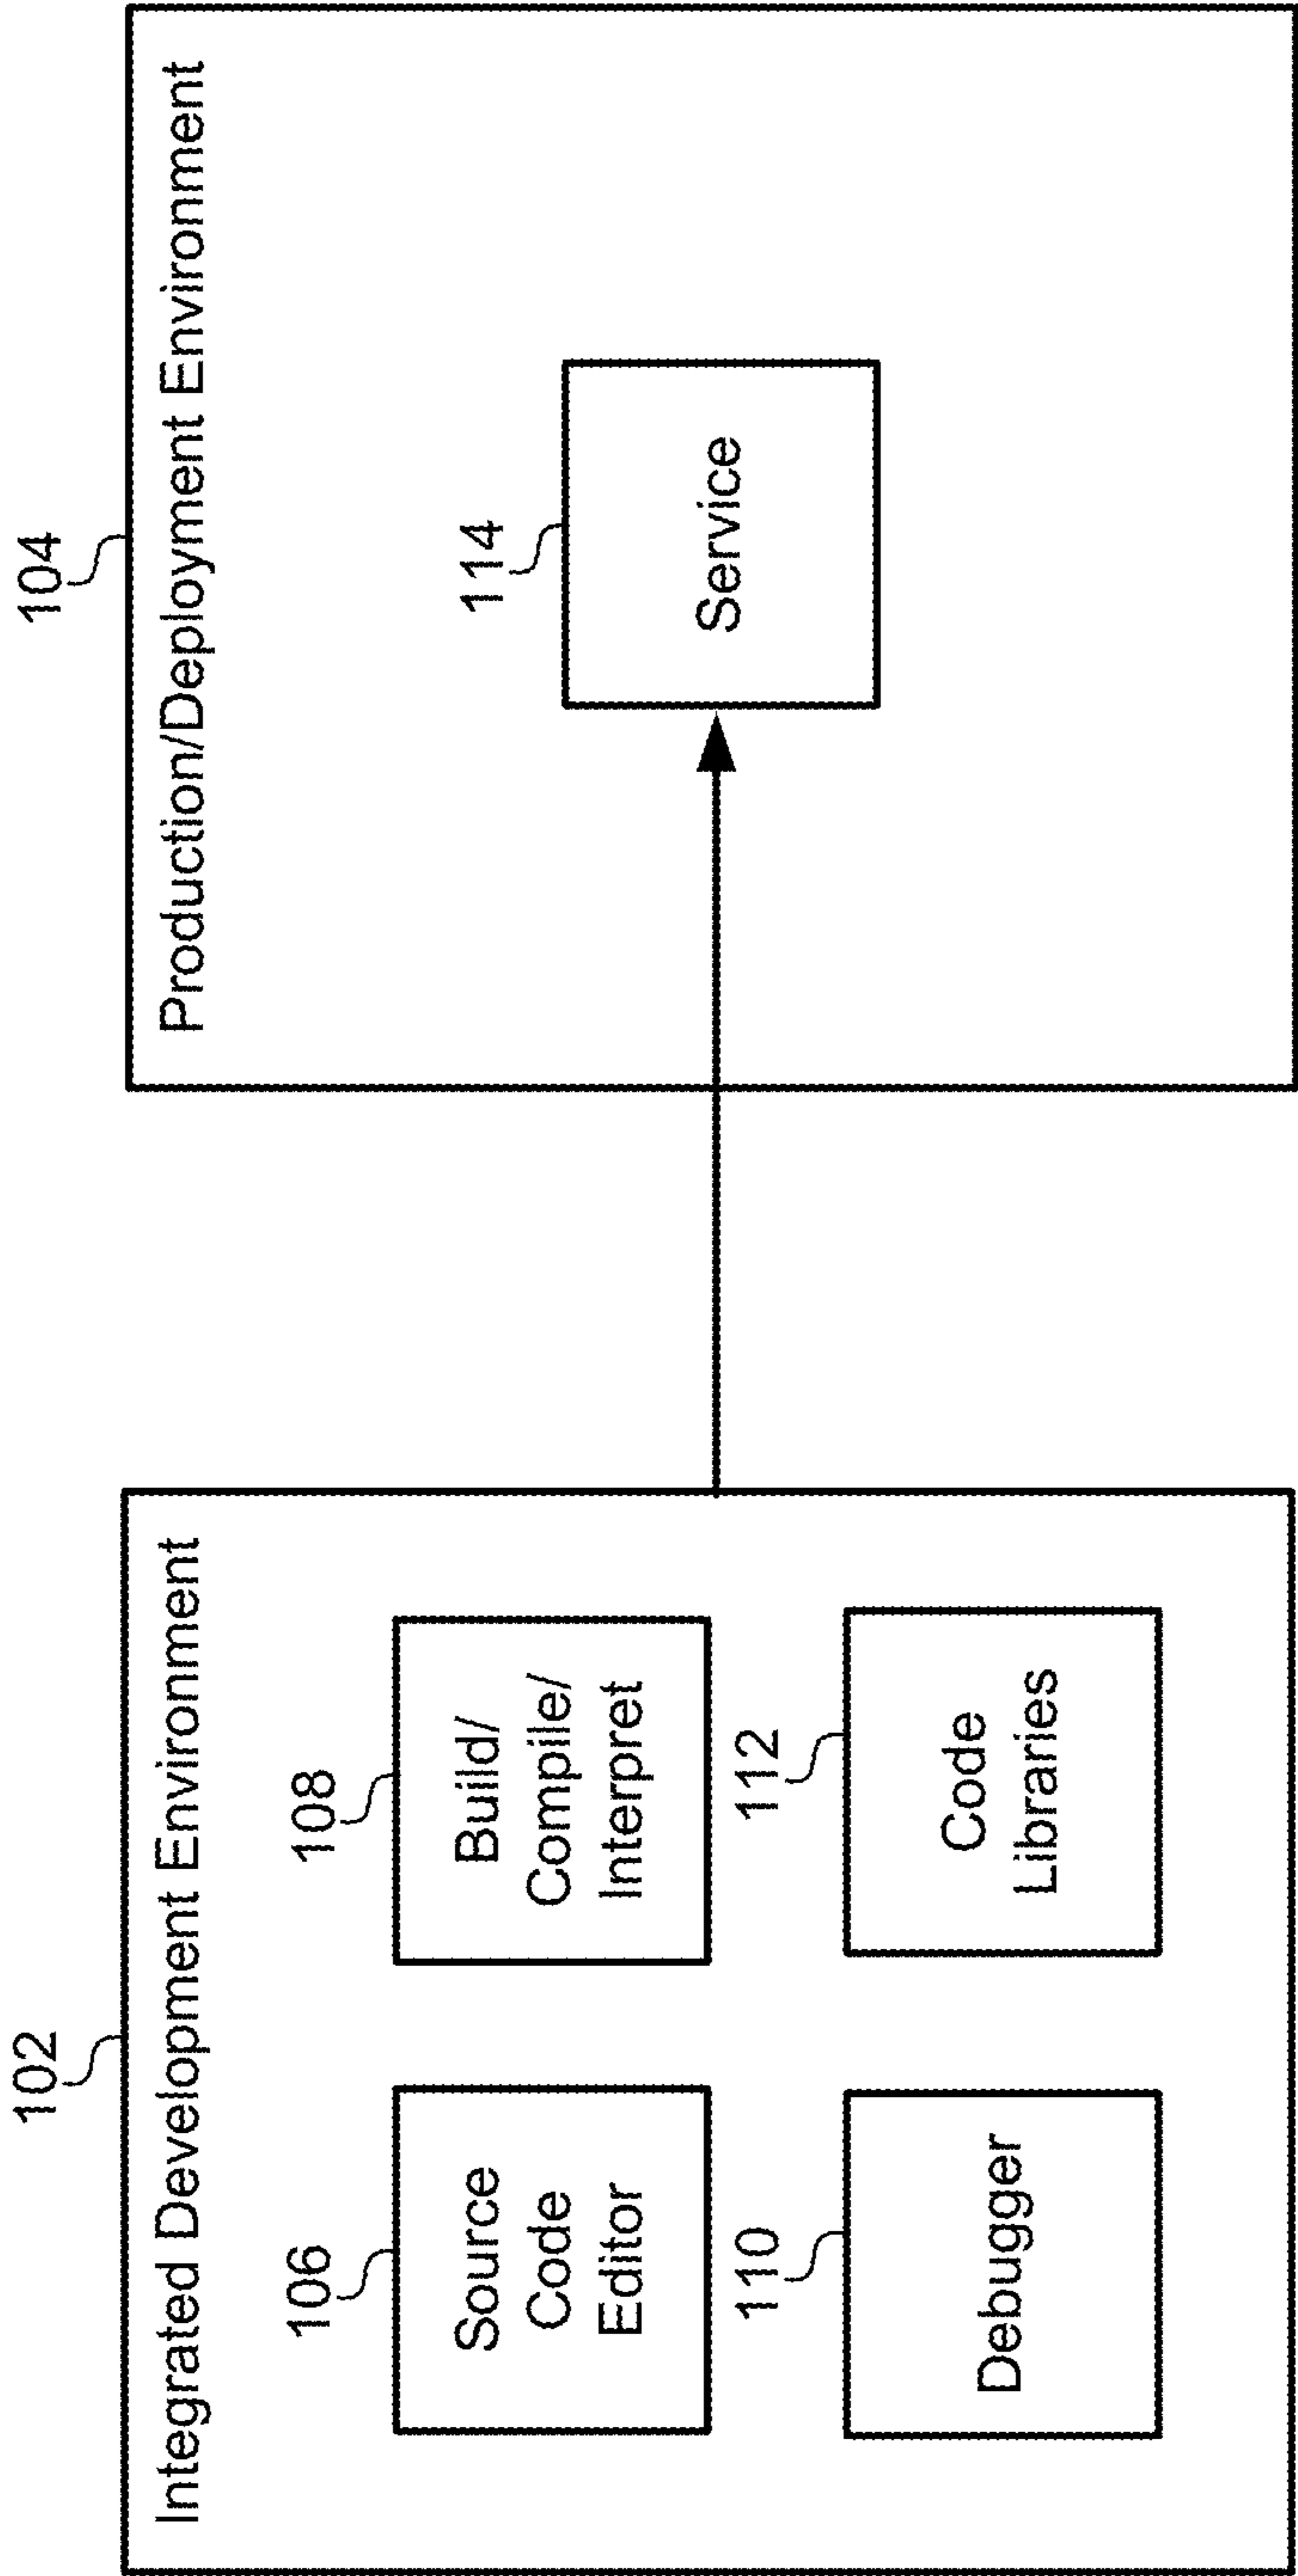 102
Integrated Development Environment
106
Source
Code
Editor
108
Build/
Compile/
Interpret
110
Debugger
112
Code
Libraries
104
Production/Deployment Environment
114
Service